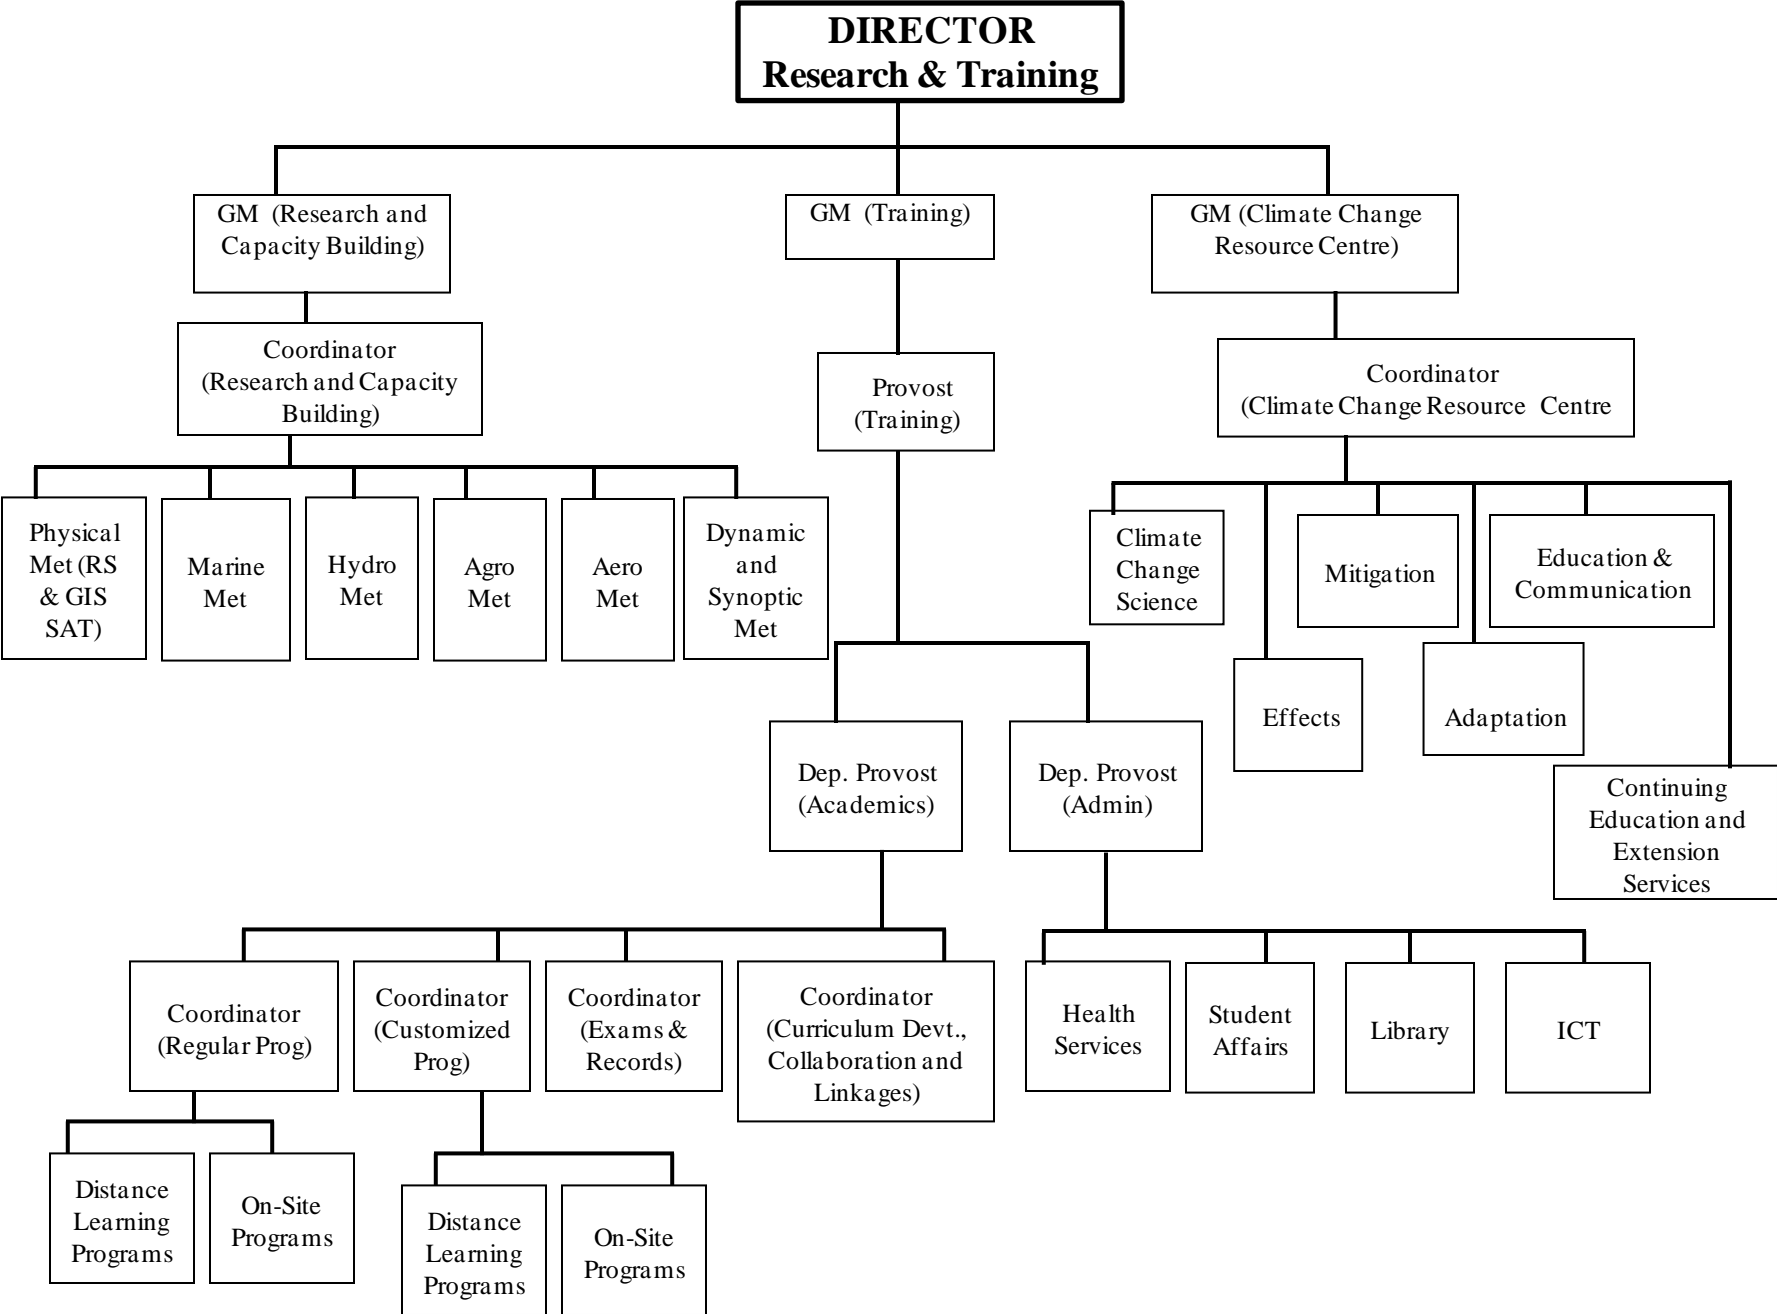 DIRECTOR
Research & Training
GM (Research and
Capacity Building)
GM (Training)
GM (Climate Change
Resource Centre)
Coordinator
(Research and Capacity
Building)
Provost
(Training)
Coordinator
(Climate Change Resource Centre
Physical
Met (RS
& GIS
SAT)
Marine
Met
Hydro
Met
Agro
Met
Aero
Met
Dynamic
and
Synoptic
Met
Climate
Change
Science
Effects
Mitigation
Adaptation
Education &
Communication
Continuing
Education and
Extension
Services
Dep. Provost
(Academics)
Dep. Provost
(Admin)
Coordinator
(Regular Prog)
Coordinator
(Customized
Prog)
Coordinator
(Exams &
Records)
Coordinator
(Curriculum Devt.,
Collaboration and
Linkages)
Health
Services
Student
Affairs
Library
ICT
Distance
Learning
Programs
On-Site
Programs
Distance
Learning
Programs
On-Site
Programs